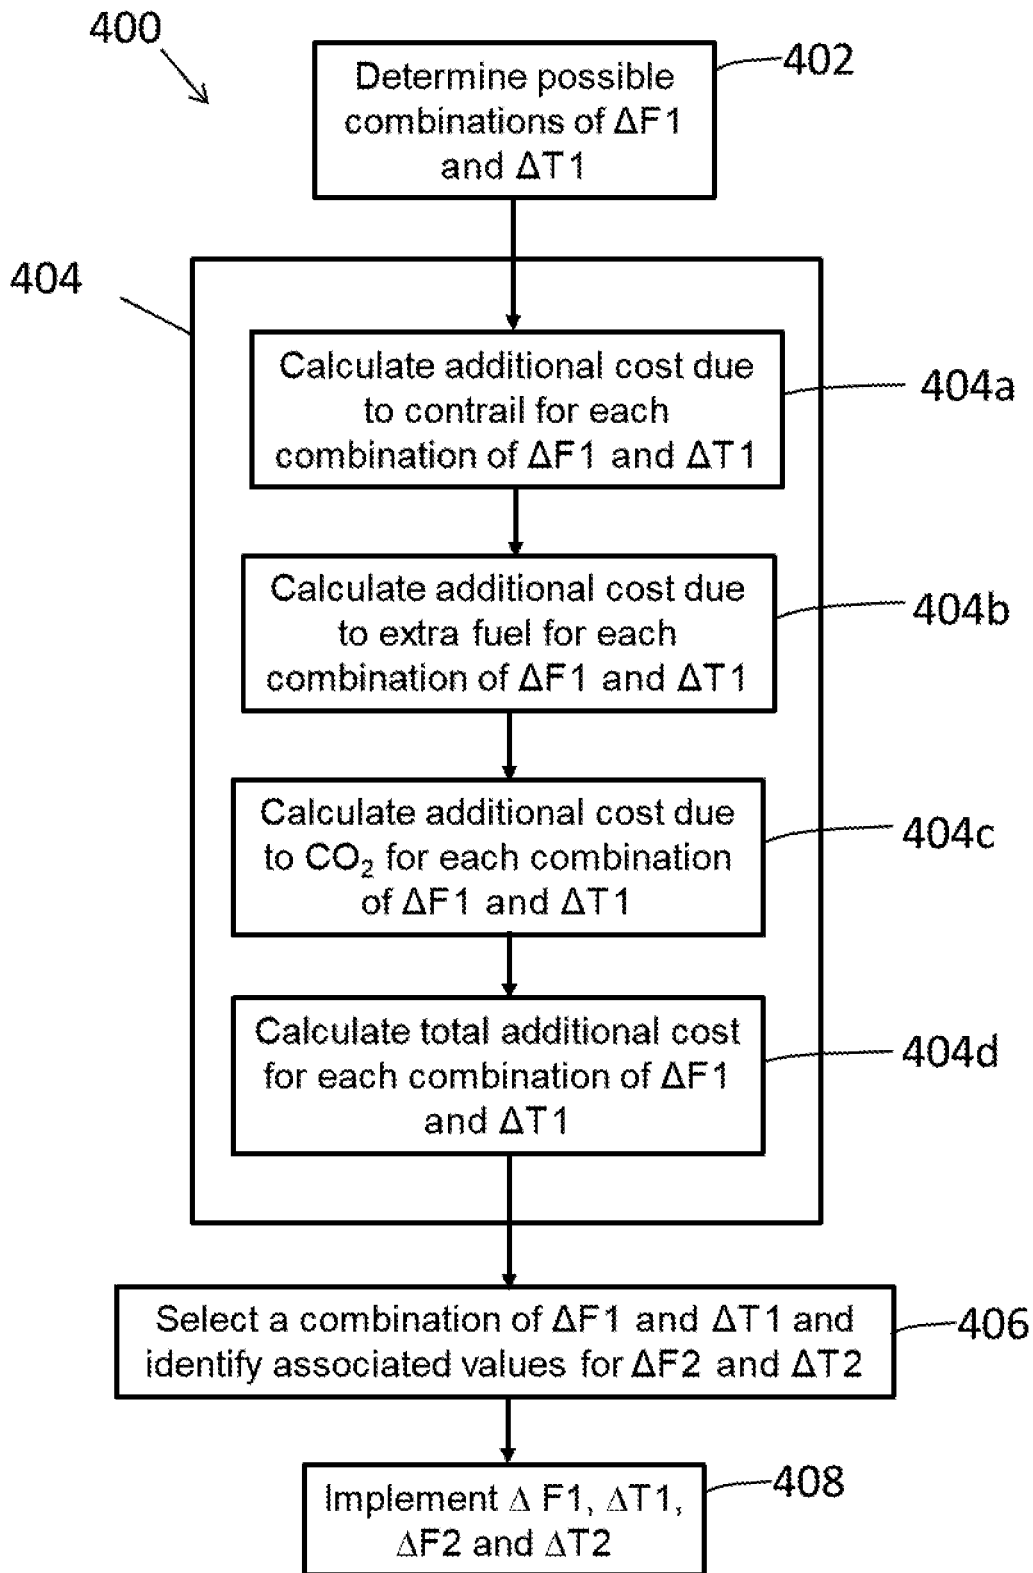 400
402
Determine possible
combinations of ΔF1
and ΔT1
404
Calculate additional cost due
to contrail for each
combination of ΔF1 and ΔT1
404a
Calculate additional cost due
to extra fuel for each
combination of ΔF1 and ΔT1
404b
Calculate additional cost due
to CO₂ for each combination
of ΔF1 and ΔT1
404c
Calculate total additional cost
for each combination of ΔF1
and ΔT1
404d
Select a combination of ΔF1 and ΔT1 and
identify associated values for ΔF2 and ΔT2
406
Implement Δ F1, ΔT1,
ΔF2 and ΔT2
408